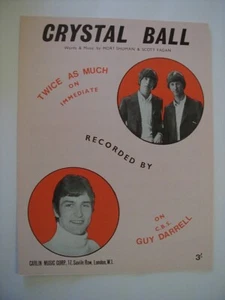 CRYSTAL BALL
Words & Music by MORT SHUMAN & SCOTT FAGAN
TWICE AS MUCH
ON
IMMEDIATE
RECORDED BY
ON
C.B.S.
GUY DARRELL
CARLIN MUSIC CORP. 17, Savile Row, London, W.1.
3/-